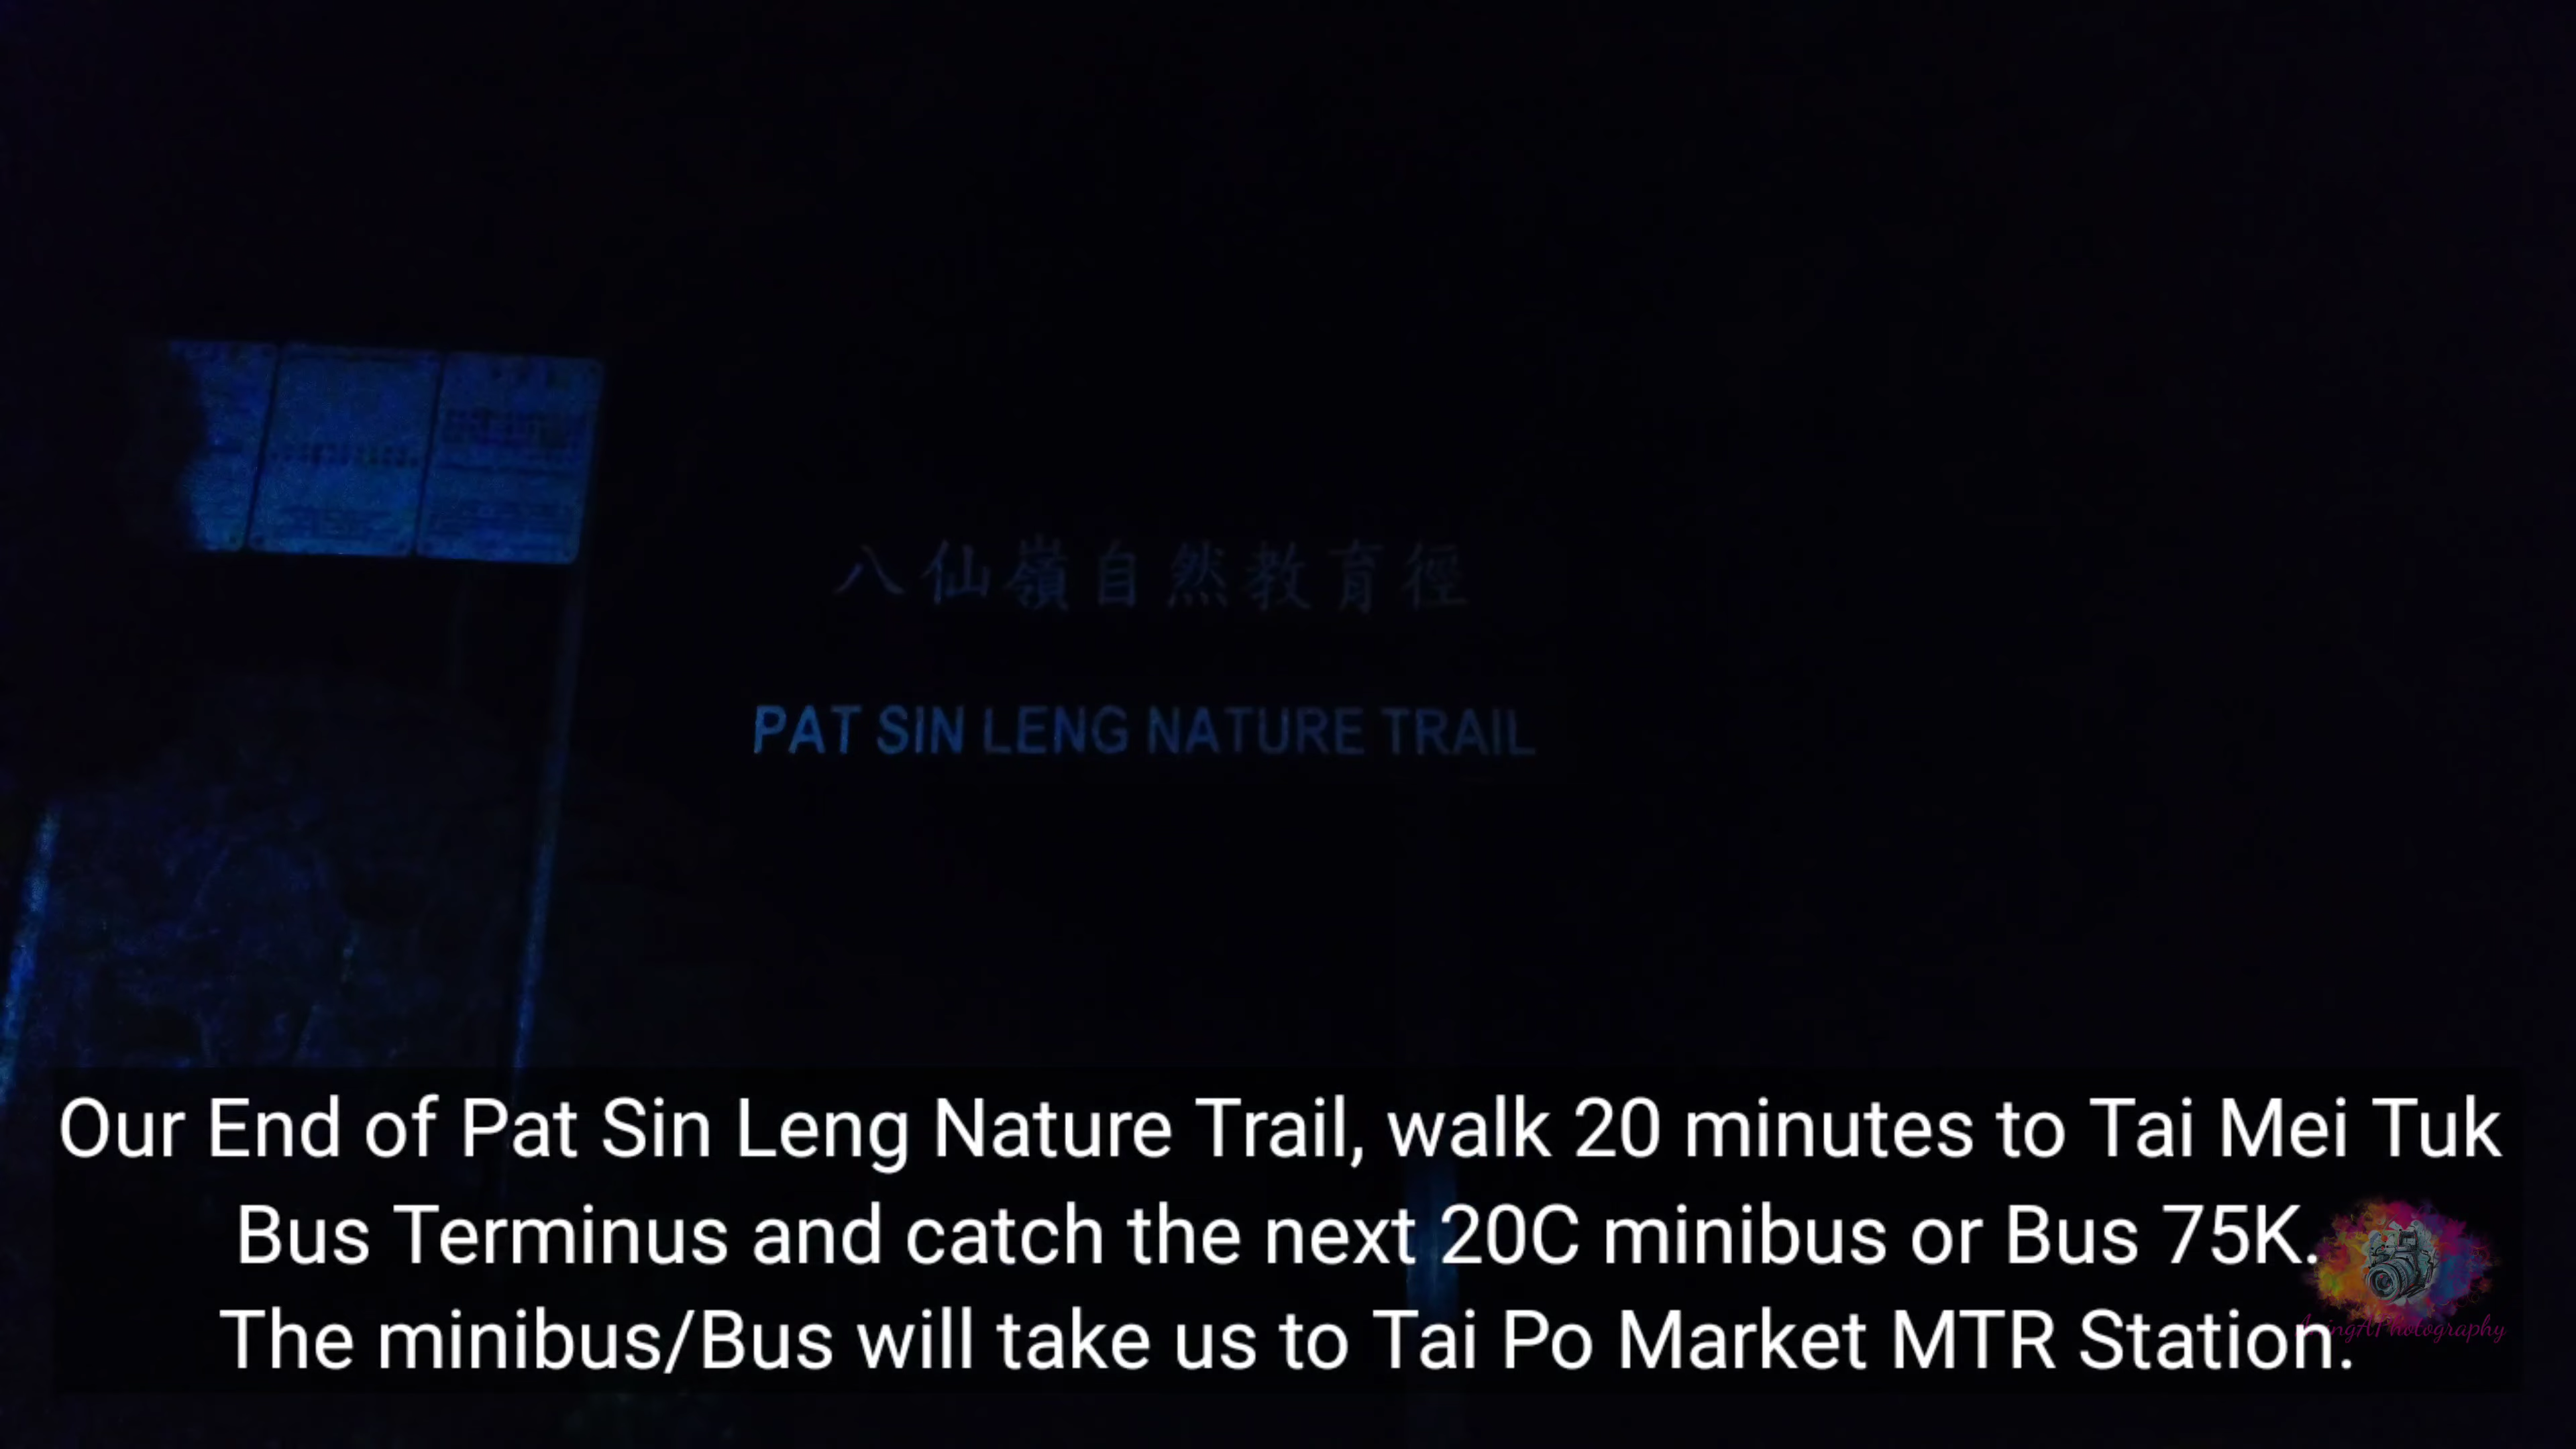 八仙嶺自然教育徑
PAT SIN LENG NATURE TRAIL
Our End of Pat Sin Leng Nature Trail, walk 20 minutes to Tai Mei Tuk
Bus Terminus and catch the next 20C minibus or Bus 75K.
The minibus/Bus will take us to Tai Po Market MTR Station.